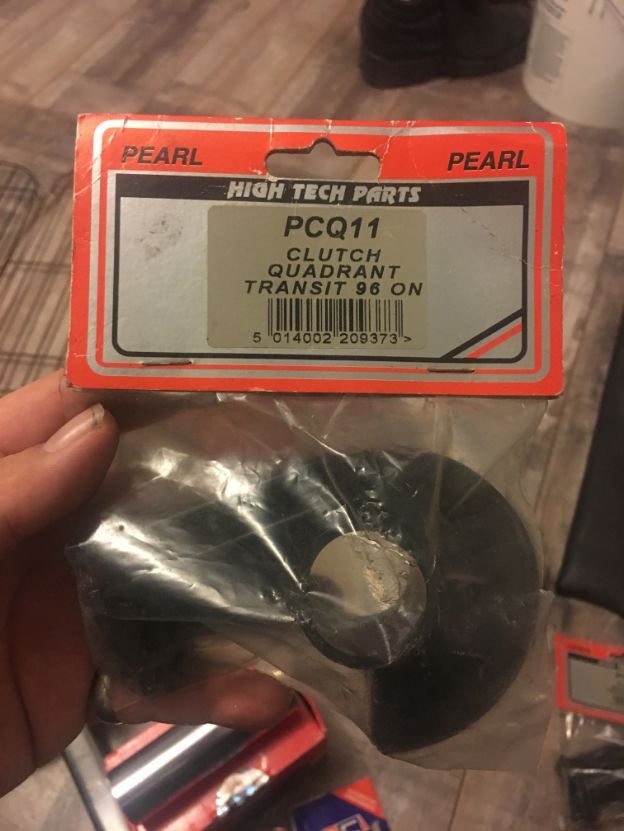 PEARL
PEARL
HIGH TECH PARTS
PCQ11
CLUTCH
QUADRANT
TRANSIT 96 ON
5 014002 209373 >